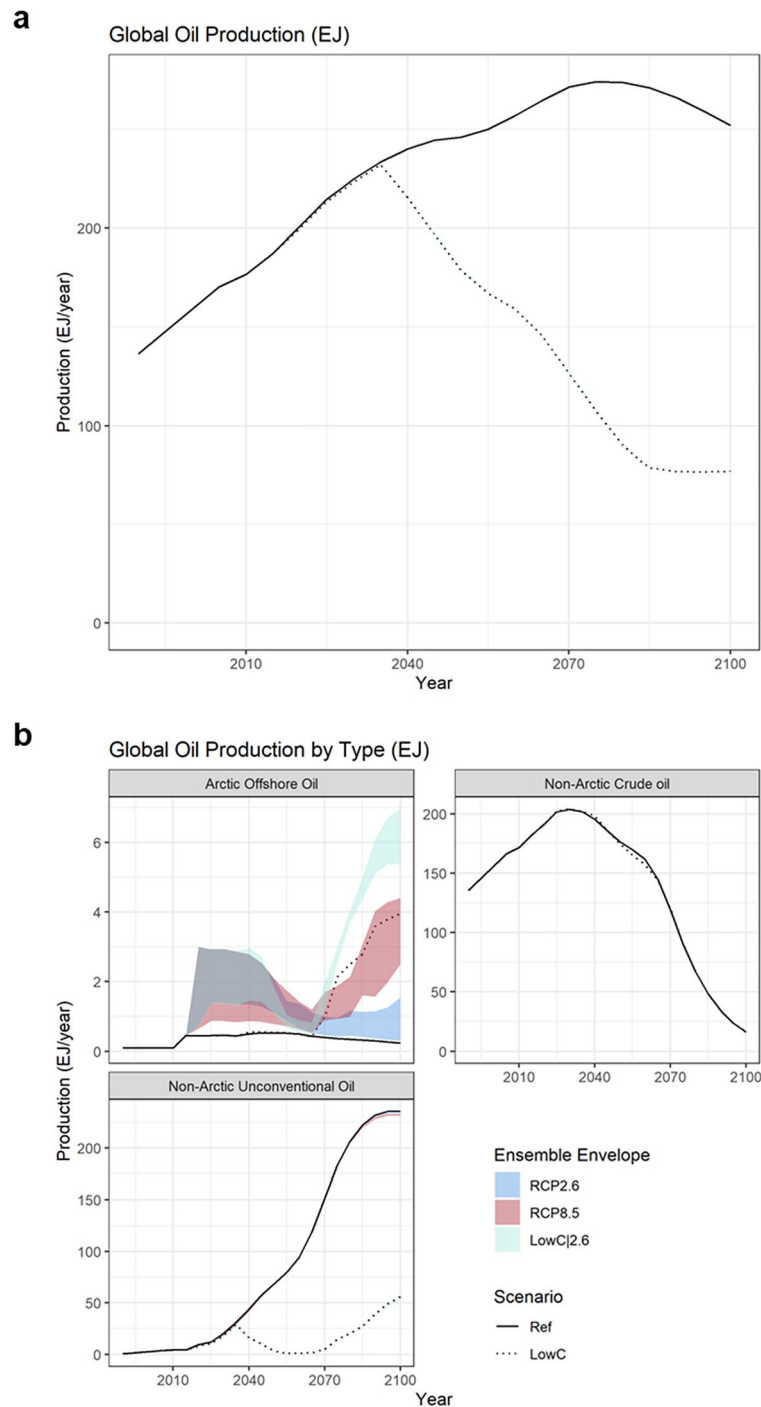 a
Global Oil Production (EJ)
Production (EJ/year)
200
100
0
2010 2040 2070 2100
Year
b
Global Oil Production by Type (EJ)
Arctic Offshore Oil
Non-Arctic Crude oil
Production (EJ/year)
6
4
2
0
200
150
100
50
0
2010 2040 2070 2100
Non-Arctic Unconventional Oil
200
150
100
50
0
2010 2040 2070 2100
Year
Ensemble Envelope
RCP2.6
RCP8.5
LowC|2.6
Scenario
Ref
LowC